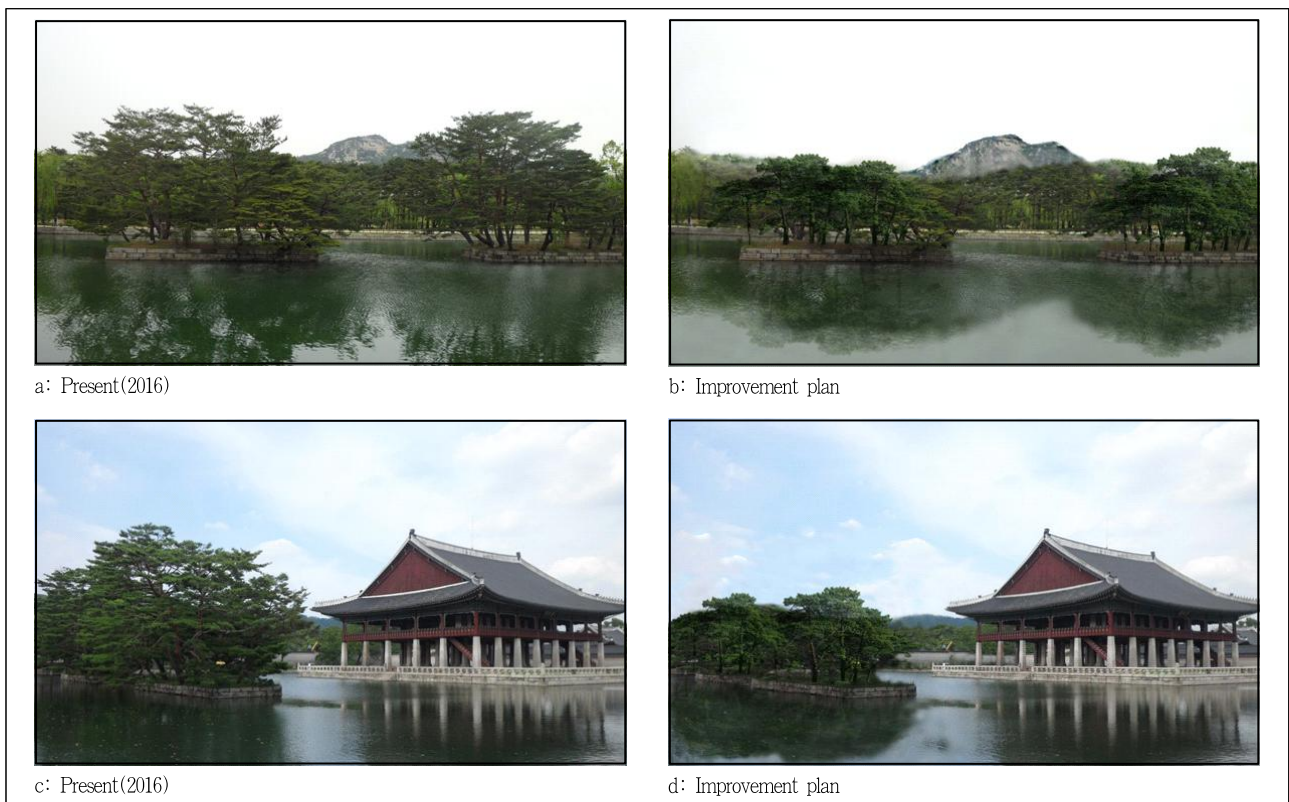 a: Present(2016)
b: Improvement plan
c: Present(2016)
d: Improvement plan